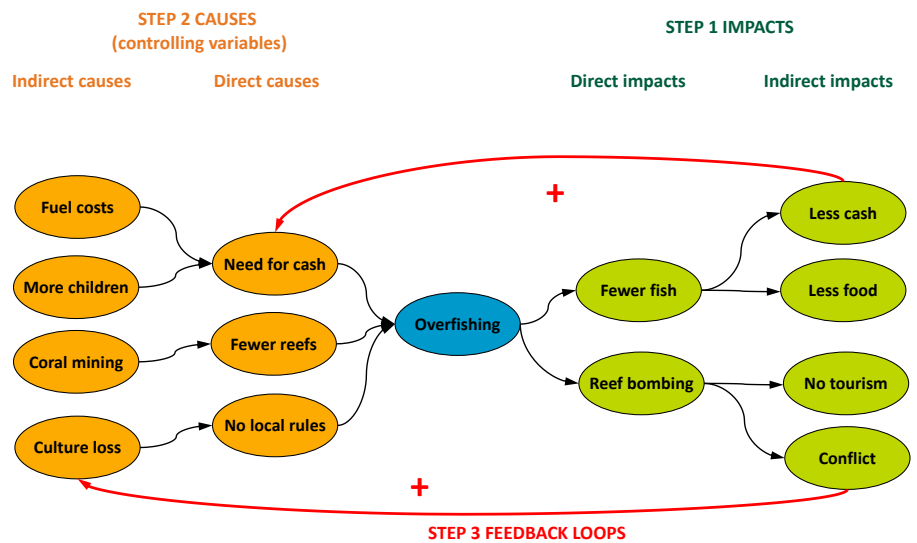 STEP 2 CAUSES
(controlling variables)
STEP 1 IMPACTS
Indirect causes
Direct causes
Direct impacts
Indirect impacts
+
Fuel costs
Less cash
Need for cash
More children
Fewer fish
Less food
Overfishing
Coral mining
Fewer reefs
Reef bombing
No tourism
No local rules
Culture loss
Conflict
+
STEP 3 FEEDBACK LOOPS